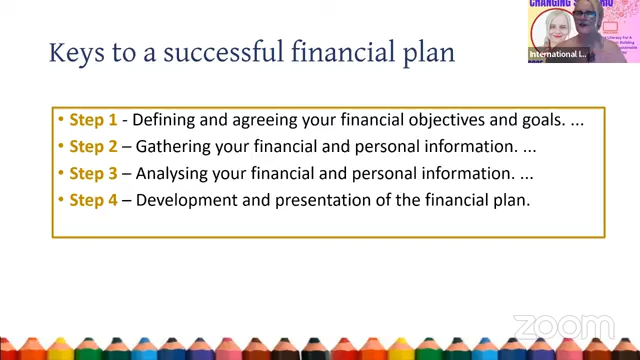 Keys to a successful financial plan
• Step 1 - Defining and agreeing your financial objectives and goals. ...
• Step 2 – Gathering your financial and personal information. ...
• Step 3 – Analysing your financial and personal information. ...
• Step 4 – Development and presentation of the financial plan.
CHANGING
International I...
zoom